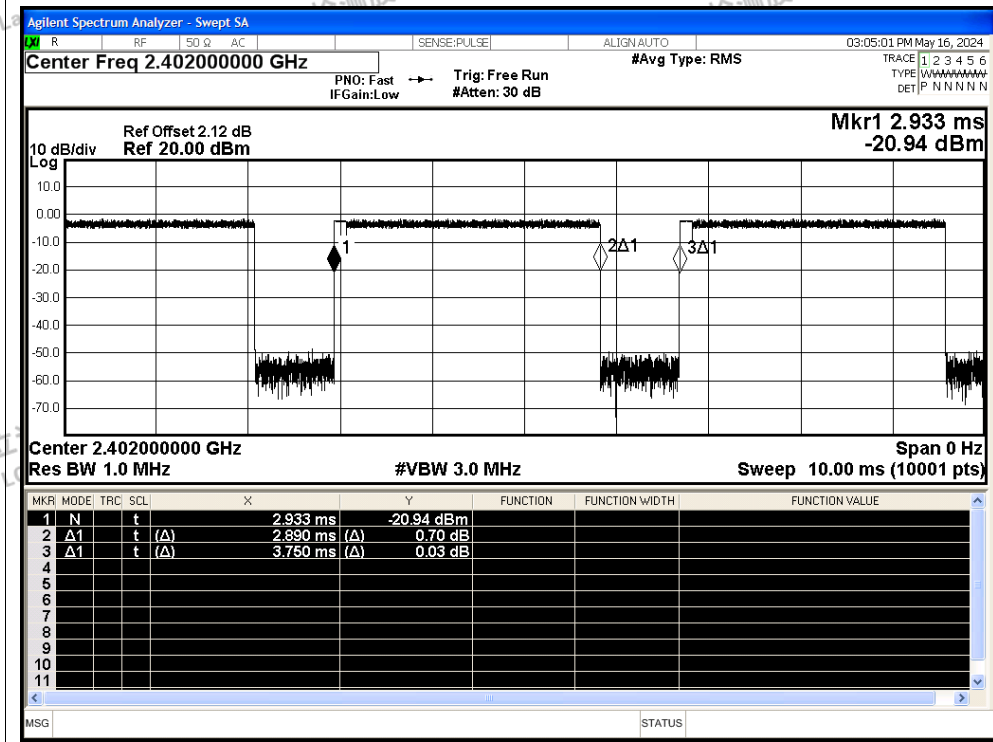 Agilent Spectrum Analyzer - Swept SA
LXI R RF 50 Ω AC SENSE:PULSE ALIGN AUTO 03:05:01 PM May 16, 2024
Center Freq 2.402000000 GHz #Avg Type: RMS TRACE 1 2 3 4 5 6
PNO: Fast Trig: Free Run TYPE WWWWWW
IFGain:Low #Atten: 30 dB DET P N N N N N
Mkr1 2.933 ms
Ref Offset 2.12 dB
10 dB/div Ref 20.00 dBm -20.94 dBm
Log
10.0
0.00
-10.0
1 2Δ1 3Δ1
-20.0
-30.0
-40.0
-50.0
-60.0
-70.0
Center 2.402000000 GHz Span 0 Hz
Res BW 1.0 MHz #VBW 3.0 MHz Sweep 10.00 ms (10001 pts)
MKR MODE TRC SCL X Y FUNCTION FUNCTION WIDTH FUNCTION VALUE
1 N t 2.933 ms -20.94 dBm
2 Δ1 t (Δ) 2.890 ms (Δ) 0.70 dB
3 Δ1 t (Δ) 3.750 ms (Δ) 0.03 dB
4
5
6
7
8
9
10
11
MSG STATUS